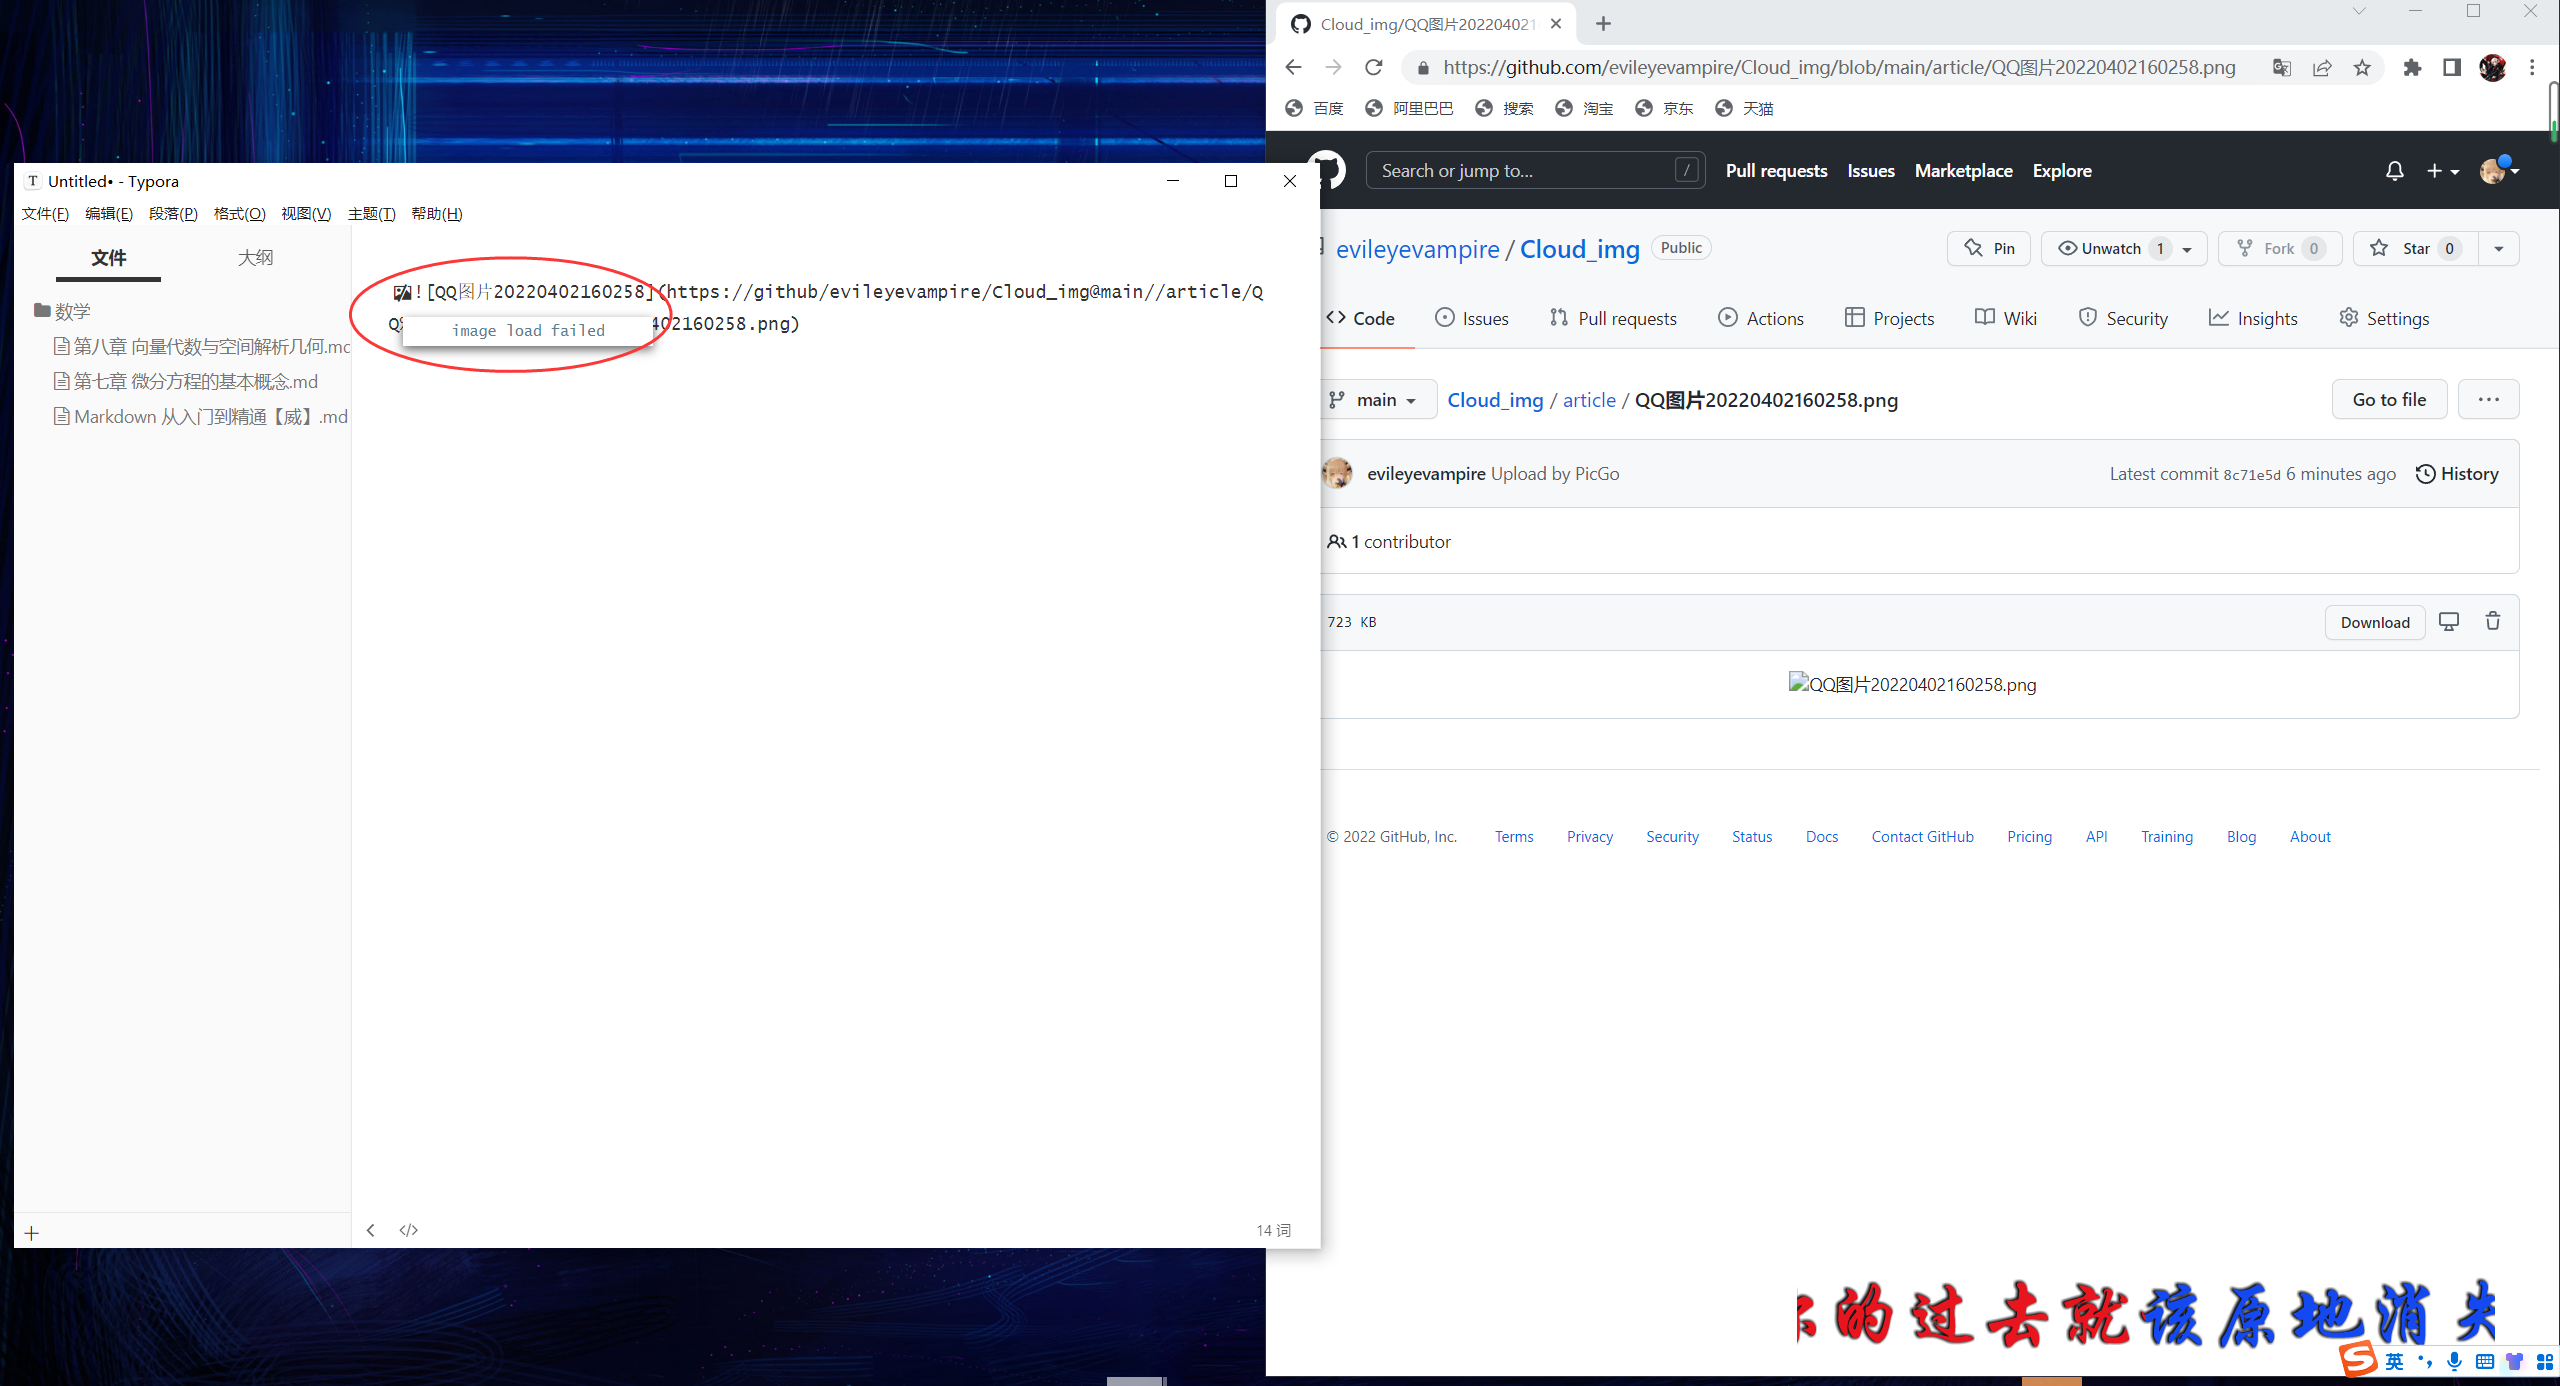 Untitled• - Typora
文件(F) 编辑(E) 段落(P) 格式(O) 视图(V) 主题(T) 帮助(H)
文件 大纲
数学
第八章 向量代数与空间解析几何.mc
第七章 微分方程的基本概念.md
Markdown 从入门到精通【威】.md
![QQ图片20220402160258](https://github/evileyevampire/Cloud_img@main//article/Q
402160258.png)
image load failed
14 词
Cloud_img/QQ图片202204021
https://github.com/evileyevampire/Cloud_img/blob/main/article/QQ图片20220402160258.png
百度 阿里巴巴 搜索 淘宝 京东 天猫
Search or jump to... / Pull requests Issues Marketplace Explore
evileyevampire / Cloud_img Public
Pin Unwatch 1 Fork 0 Star 0
Code Issues Pull requests Actions Projects Wiki Security Insights Settings
main Cloud_img / article / QQ图片20220402160258.png Go to file
evileyevampire Upload by PicGo Latest commit 8c71e5d 6 minutes ago History
1 contributor
723 KB Download
QQ图片20220402160258.png
© 2022 GitHub, Inc. Terms Privacy Security Status Docs Contact GitHub Pricing API Training Blog About
的过去就该原地消失
英